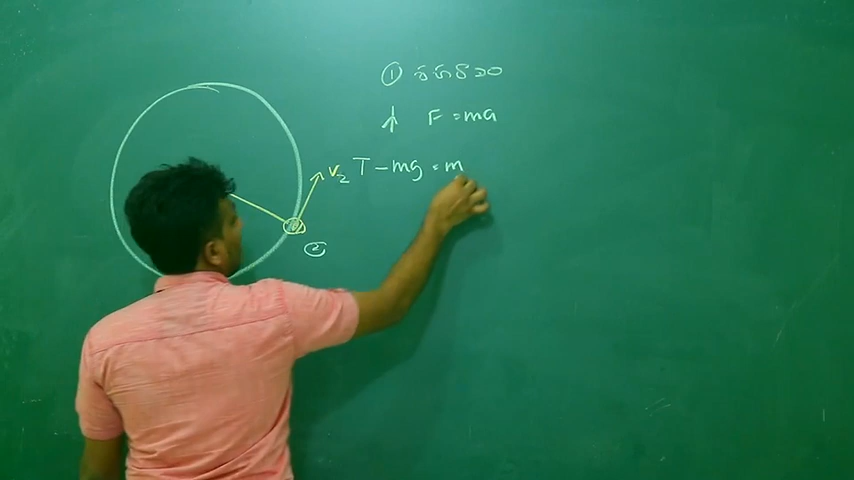 ① පිහිටීම
↑ F = ma
v₂ T - mg = m
②